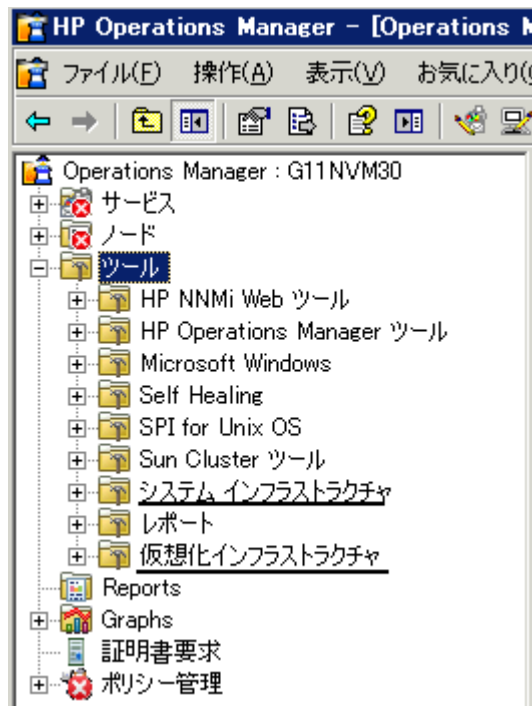 HP Operations Manager - [Operations
ファイル(F) 操作(A) 表示(V) お気に入り(
Operations Manager : G11NVM30
サービス
ノード
ツール
HP NNMi Web ツール
HP Operations Manager ツール
Microsoft Windows
Self Healing
SPI for Unix OS
Sun Cluster ツール
システム インフラストラクチャ
レポート
仮想化インフラストラクチャ
Reports
Graphs
証明書要求
ポリシー管理